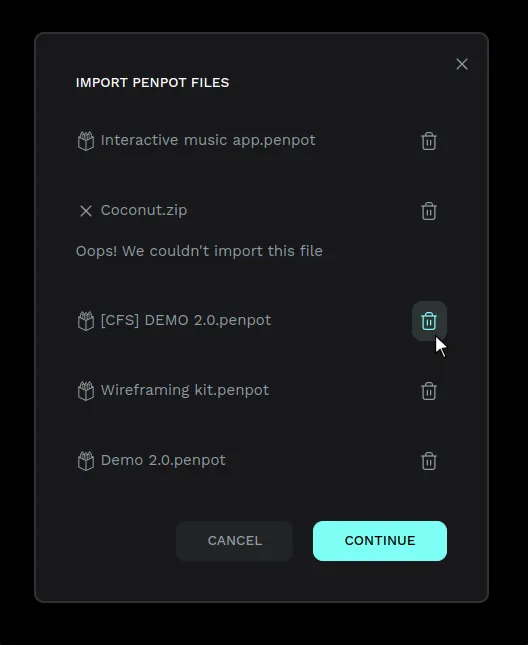 IMPORT PENPOT FILES
Interactive music app.penpot
Coconut.zip
Oops! We couldn't import this file
[CFS] DEMO 2.0.penpot
Wireframing kit.penpot
Demo 2.0.penpot
CANCEL CONTINUE